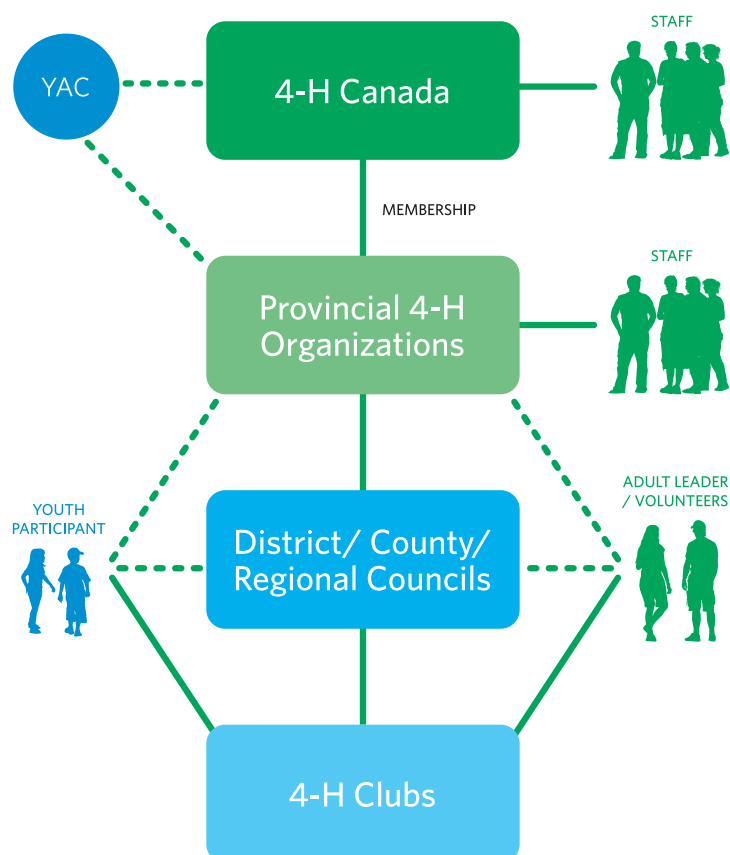 STAFF
YAC
4-H Canada
MEMBERSHIP
STAFF
Provincial 4-H
Organizations
YOUTH
PARTICIPANT
ADULT LEADER
/ VOLUNTEERS
District/ County/
Regional Councils
4-H Clubs